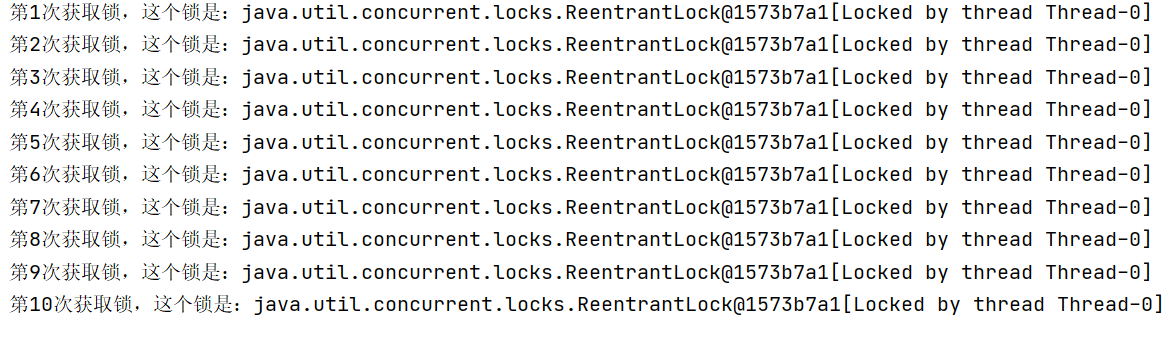 第1次获取锁，这个锁是：java.util.concurrent.locks.ReentrantLock@1573b7a1[Locked by thread Thread-0]
第2次获取锁，这个锁是：java.util.concurrent.locks.ReentrantLock@1573b7a1[Locked by thread Thread-0]
第3次获取锁，这个锁是：java.util.concurrent.locks.ReentrantLock@1573b7a1[Locked by thread Thread-0]
第4次获取锁，这个锁是：java.util.concurrent.locks.ReentrantLock@1573b7a1[Locked by thread Thread-0]
第5次获取锁，这个锁是：java.util.concurrent.locks.ReentrantLock@1573b7a1[Locked by thread Thread-0]
第6次获取锁，这个锁是：java.util.concurrent.locks.ReentrantLock@1573b7a1[Locked by thread Thread-0]
第7次获取锁，这个锁是：java.util.concurrent.locks.ReentrantLock@1573b7a1[Locked by thread Thread-0]
第8次获取锁，这个锁是：java.util.concurrent.locks.ReentrantLock@1573b7a1[Locked by thread Thread-0]
第9次获取锁，这个锁是：java.util.concurrent.locks.ReentrantLock@1573b7a1[Locked by thread Thread-0]
第10次获取锁，这个锁是：java.util.concurrent.locks.ReentrantLock@1573b7a1[Locked by thread Thread-0]